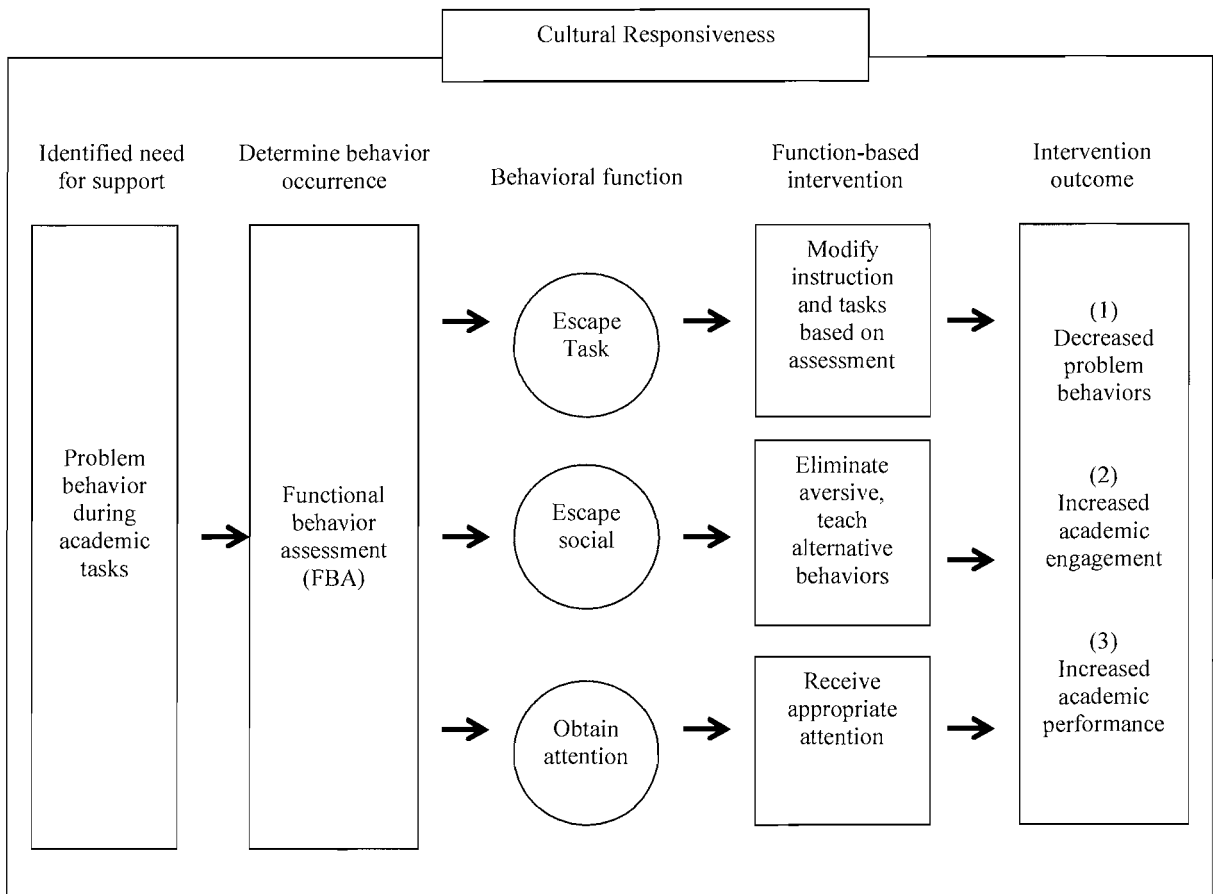 Cultural Responsiveness
Identified need
for support
Determine behavior
occurrence
Behavioral function
Function-based
intervention
Intervention
outcome
Problem
behavior
during
academic
tasks
Functional
behavior
assessment
(FBA)
Escape
Task
Escape
social
Obtain
attention
Modify
instruction
and tasks
based on
assessment
Eliminate
aversive,
teach
alternative
behaviors
Receive
appropriate
attention
(1)
Decreased
problem
behaviors
(2)
Increased
academic
engagement
(3)
Increased
academic
performance